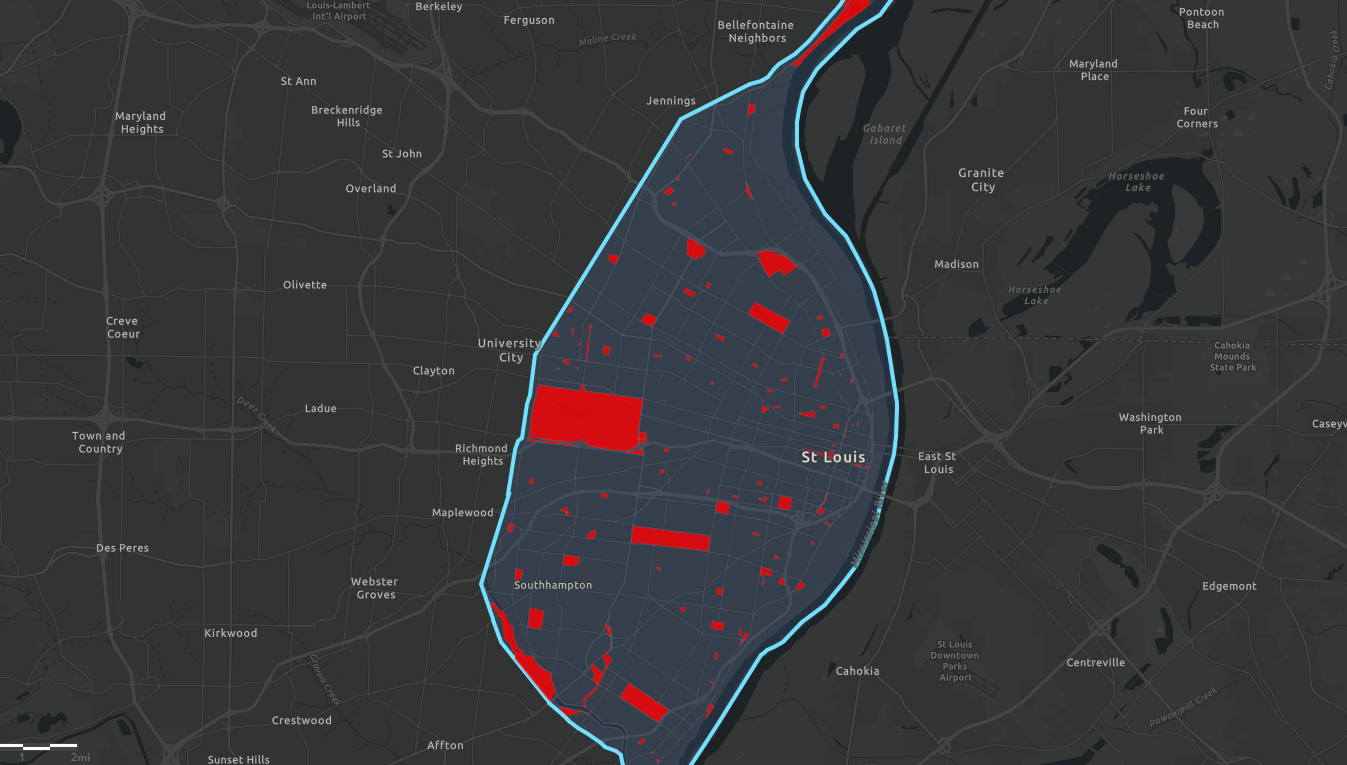 Louis-Lambert
Int'l Airport
Berkeley
Ferguson
Maline Creek
Bellefontaine
Neighbors
Pontoon
Beach
Maryland
Place
Cahokia Creek
St Ann
Jennings
Breckenridge
Hills
Maryland
Heights
Four
Corners
Gabaret
Island
St John
Overland
Granite
City
Horseshoe
Lake
Madison
Olivette
Horseshoe
Lake
Creve
Coeur
University
City
Cahokia
Mounds
State Park
Clayton
Deer Creek
Ladue
Washington
Park
Caseyv
Town and
Country
Richmond
Heights
St Louis
East St
Louis
Maplewood
Mississippi River
Des Peres
Webster
Groves
Southhampton
Edgemont
Kirkwood
St Louis
Downtown
Parks
Airport
Centreville
Cahokia
Gravois Creek
Powdermill Creek
Crestwood
Affton
1
2mi
Sunset Hills